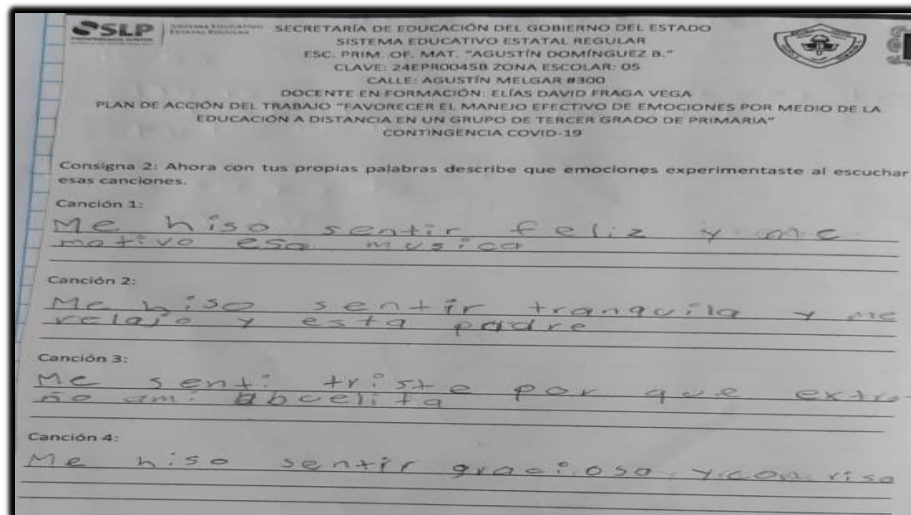 SSLP
SISTEMA EDUCATIVO
ESTATAL REGULAR
SECRETARÍA DE EDUCACIÓN DEL GOBIERNO DEL ESTADO
SISTEMA EDUCATIVO ESTATAL REGULAR
ESC. PRIM. OF. MAT. "AGUSTÍN DOMÍNGUEZ B."
CLAVE: 24EPR0045B ZONA ESCOLAR: 05
CALLE: AGUSTÍN MELGAR #300
DOCENTE EN FORMACIÓN: ELÍAS DAVID FRAGA VEGA
PLAN DE ACCIÓN DEL TRABAJO "FAVORECER EL MANEJO EFECTIVO DE EMOCIONES POR MEDIO DE LA
EDUCACIÓN A DISTANCIA EN UN GRUPO DE TERCER GRADO DE PRIMARIA"
CONTINGENCIA COVID-19
Consigna 2: Ahora con tus propias palabras describe que emociones experimentaste al escuchar
esas canciones.
Canción 1:
Me hiso sentir feliz y me
motivo esa musica
Canción 2:
Me hiso sentir tranquila y me
relajo y esta padre
Canción 3:
Me senti triste por que extra
ño ami abuelita
Canción 4:
Me hiso sentir graciosa y con risa